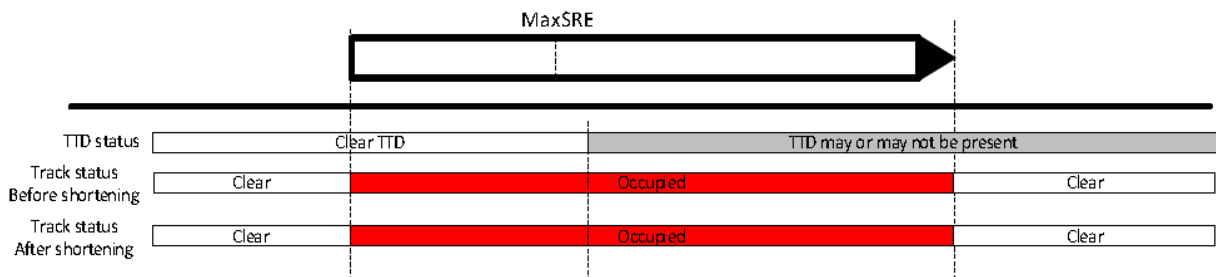 MaxSRE
TTD status
Clear TTD
TTD may or may not be present
Track status
Before shortening
Clear
Occupied
Clear
Track status
After shortening
Clear
Occupied
Clear